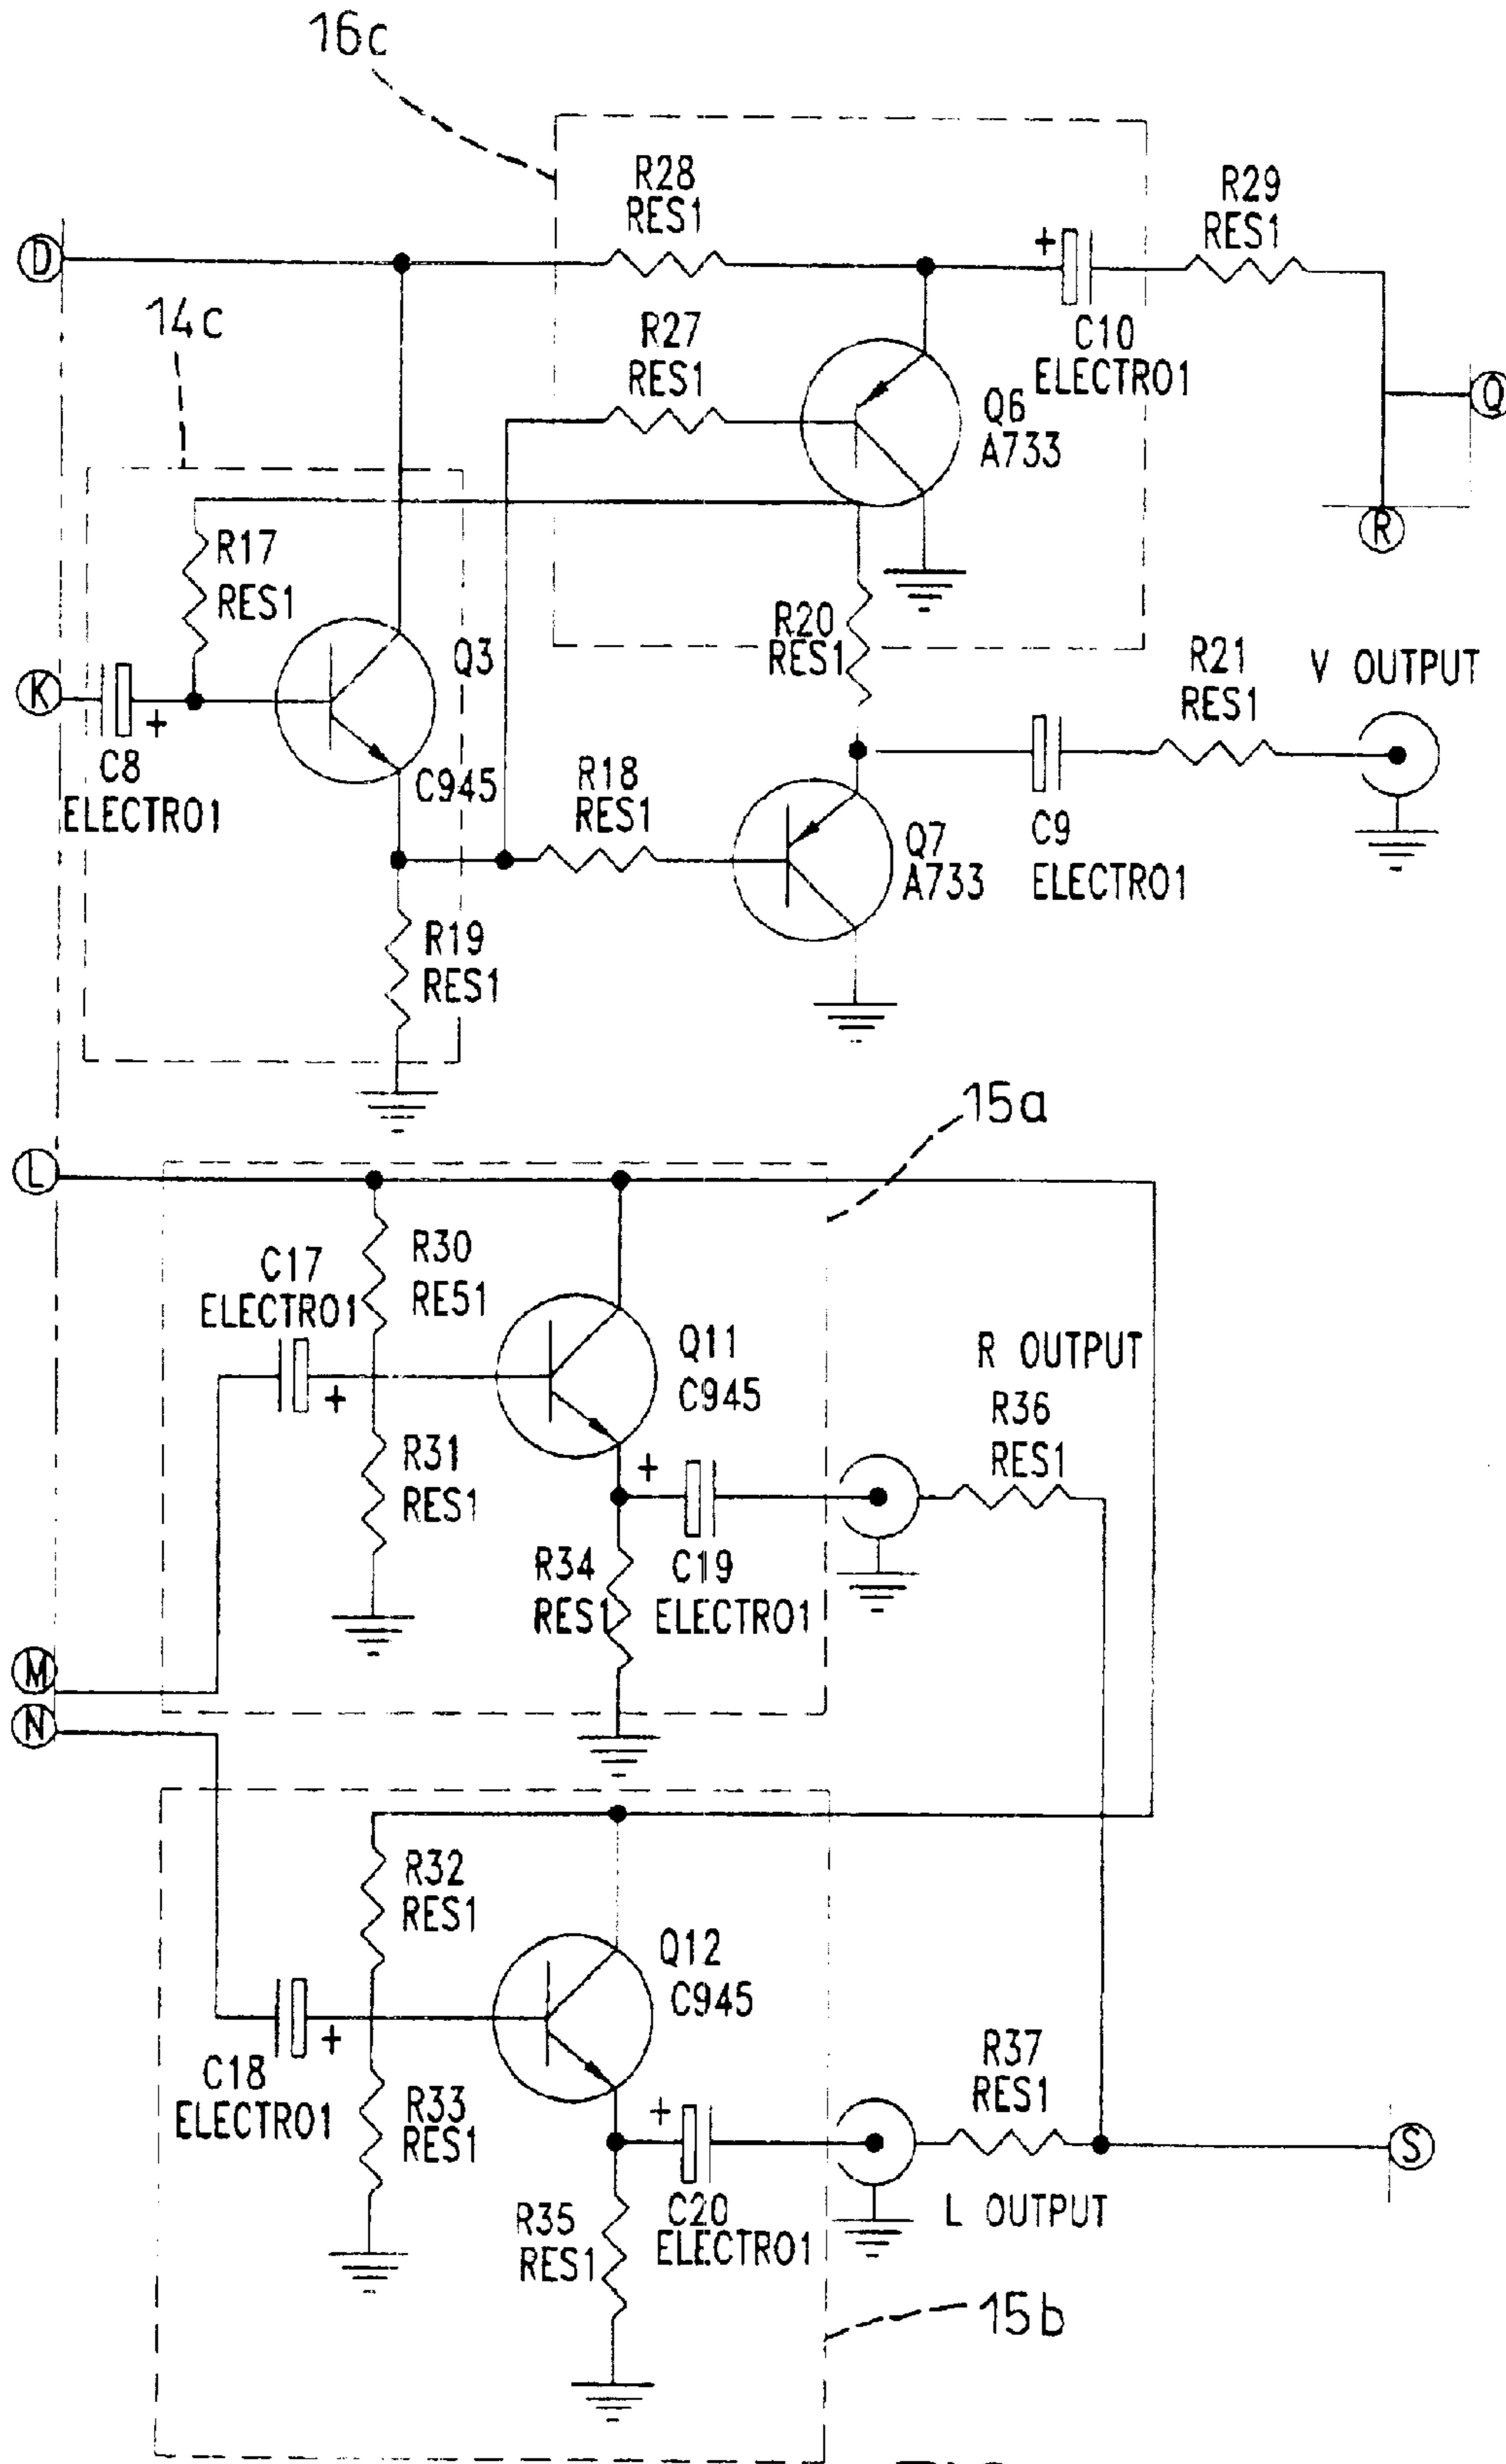 16c
R28
RES1
R29
RES1
D
+
14c
R27
RES1
C10
ELECTRO1
Q6
A733
Q
R17
RES1
R
R20
RES1
Q3
R21
RES1
V OUTPUT
K
+
C8
ELECTRO1
C945
R18
RES1
Q7
A733
C9
ELECTRO1
R19
RES1
15a
L
R30
RE51
C17
ELECTRO1
+
Q11
C945
R OUTPUT
R36
RES1
R31
RES1
+
R34
RES1
C19
ELECTRO1
M
N
R32
RES1
Q12
C945
+
C18
ELECTRO1
R33
RES1
R37
RES1
+
S
R35
RES1
C20
ELECTRO1
L OUTPUT
15b